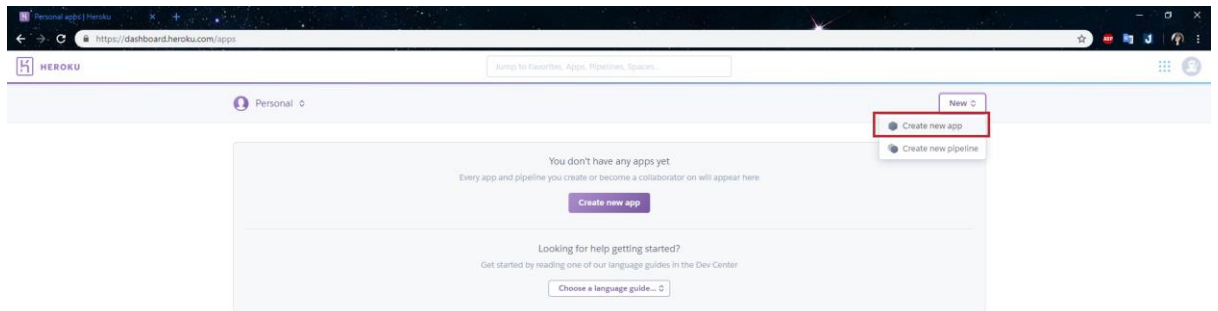 Personal apps | Heroku
https://dashboard.heroku.com/apps
HEROKU
Jump to Favorites, Apps, Pipelines, Spaces...
Personal
New
Create new app
Create new pipeline
You don't have any apps yet
Every app and pipeline you create or become a collaborator on will appear here
Create new app
Looking for help getting started?
Get started by reading one of our language guides in the Dev Center
Choose a language guide...